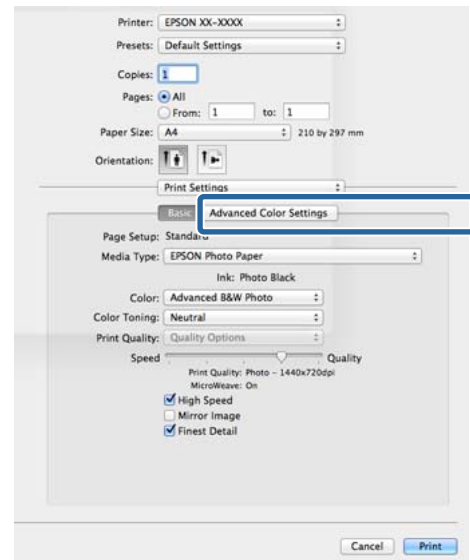 Printer: EPSON XX-XXXX
Presets: Default Settings
Copies: 1
Pages: All
From: 1 to: 1
Paper Size: A4 210 by 297 mm
Orientation:
Print Settings
Basic Advanced Color Settings
Page Setup: Standard
Media Type: EPSON Photo Paper
Ink: Photo Black
Color: Advanced B&W Photo
Color Toning: Neutral
Print Quality: Quality Options
Speed Quality
Print Quality: Photo - 1440x720dpi
MicroWeave: On
High Speed
Mirror Image
Finest Detail
Cancel Print